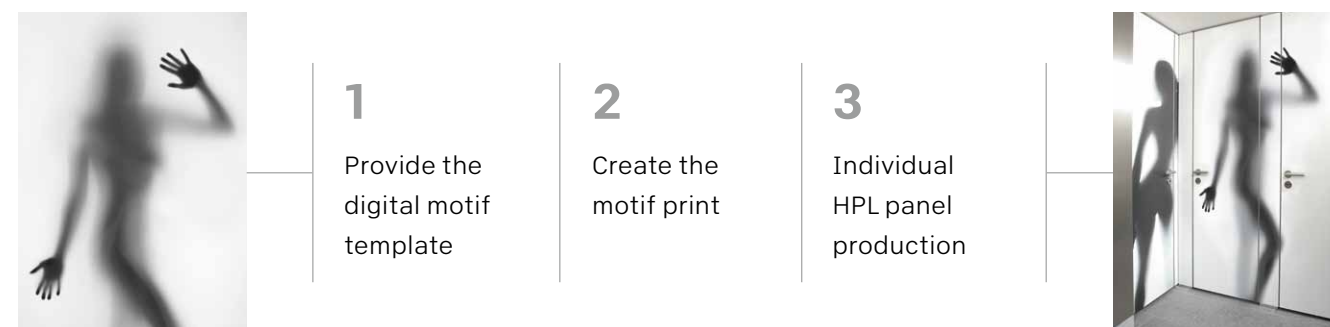 1
Provide the
digital motif
template
2
Create the
motif print
3
Individual
HPL panel
production